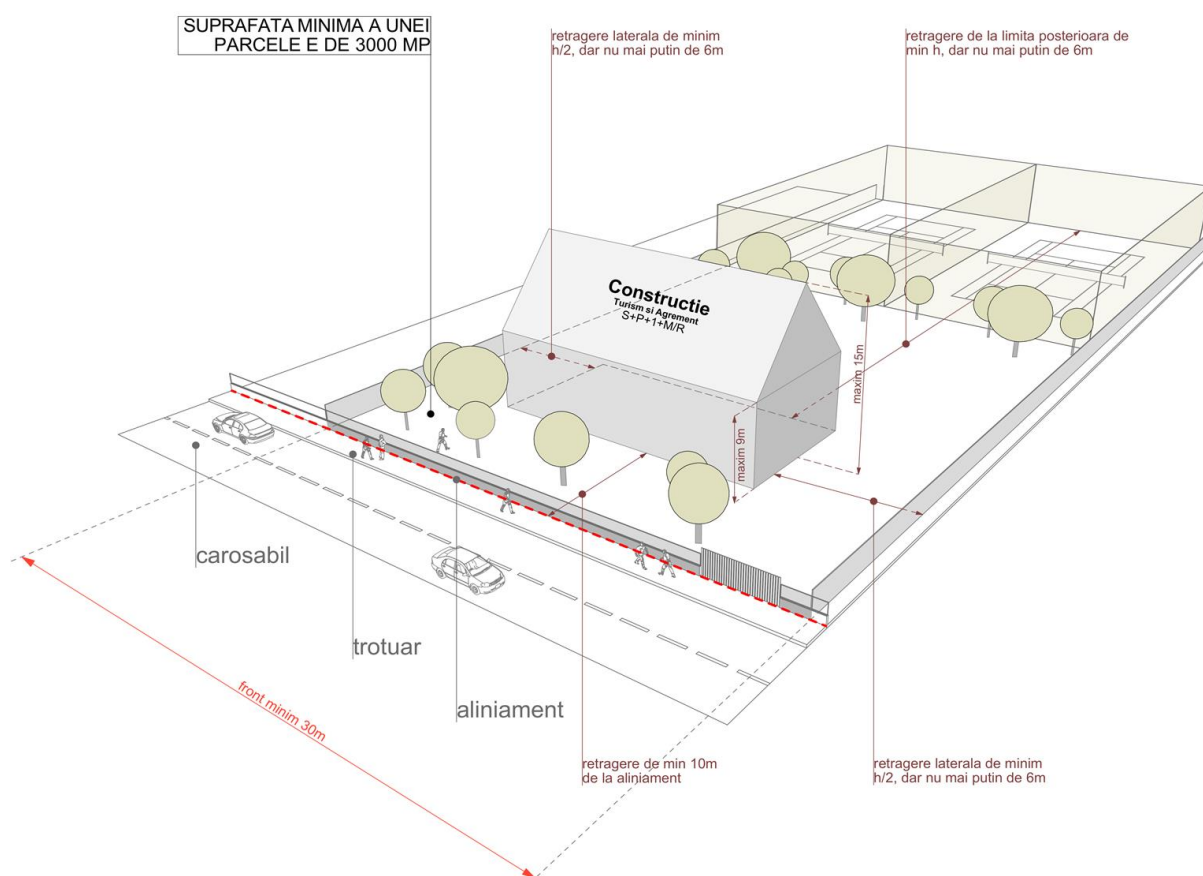 SUPRAFATA MINIMA A UNEI
PARCELE E DE 3000 MP
retragere laterala de minim
h/2, dar nu mai putin de 6m
retragere de la limita posterioara de
min h, dar nu mai putin de 6m
Constructie
Turism si Agrement
S+P+1+M/R
maxim 15m
maxim 9m
carosabil
trotuar
aliniament
front minim 30m
retragere de min 10m
de la aliniament
retragere laterala de minim
h/2, dar nu mai putin de 6m